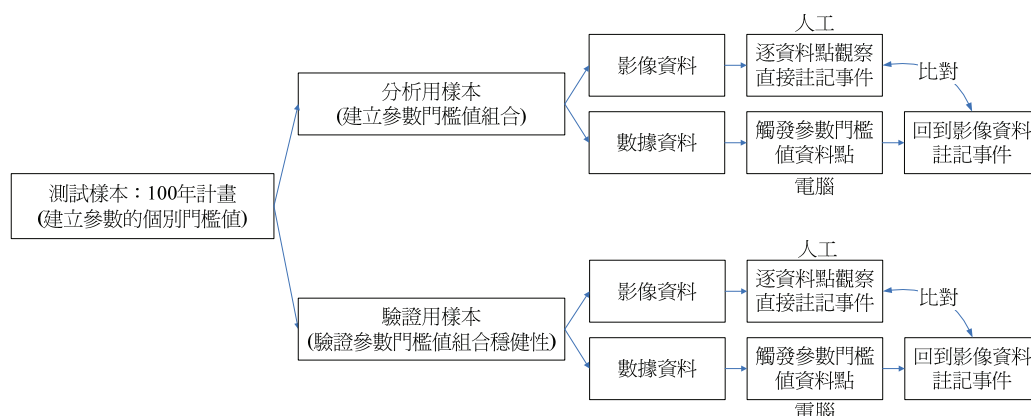 測試樣本：100年計畫
(建立參數的個別門檻值)
分析用樣本
(建立參數門檻值組合)
影像資料
人工
逐資料點觀察
直接註記事件
比對
數據資料
觸發參數門檻
值資料點
電腦
回到影像資料
註記事件
驗證用樣本
(驗證參數門檻值組合穩健性)
影像資料
人工
逐資料點觀察
直接註記事件
比對
數據資料
觸發參數門檻
值資料點
電腦
回到影像資料
註記事件